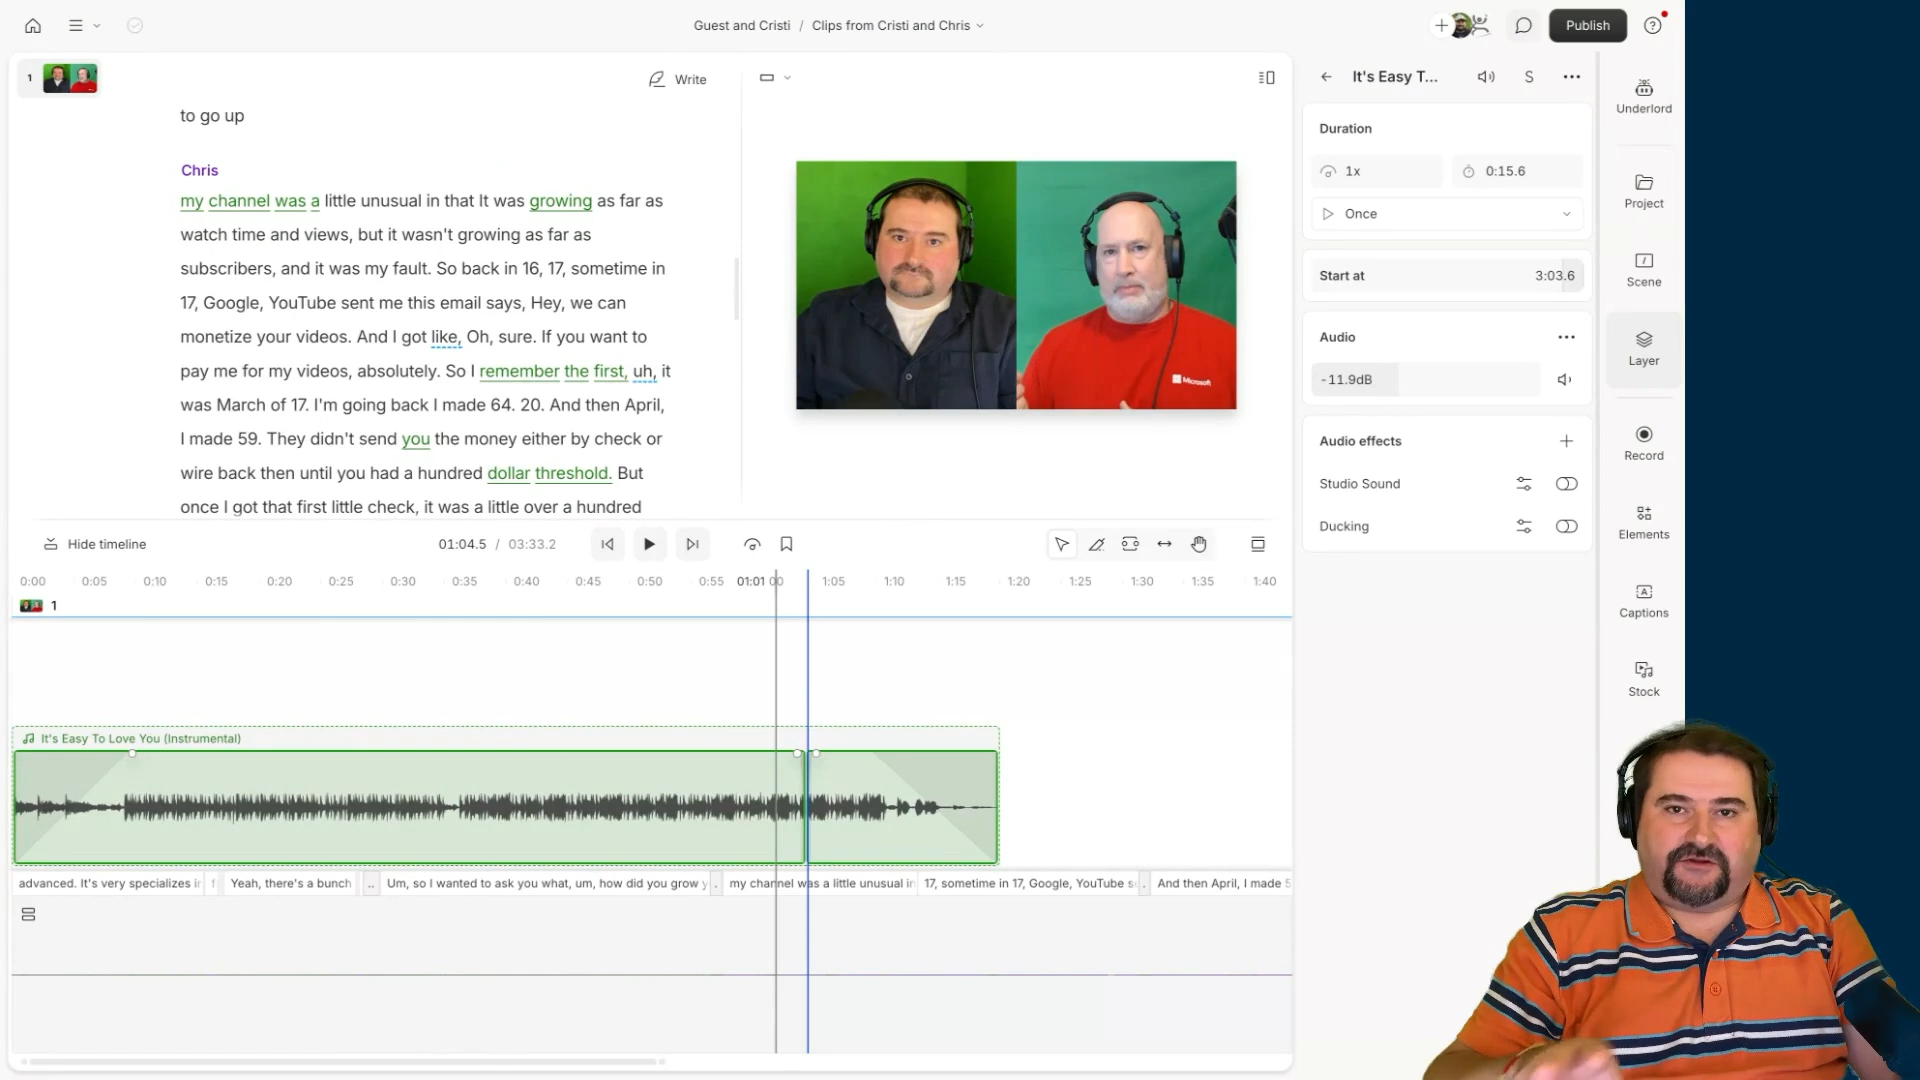 Guest and Cristi / Clips from Cristi and Chris
Publish
1
Write
to go up
Chris
my channel was a little unusual in that It was growing as far as
watch time and views, but it wasn't growing as far as
subscribers, and it was my fault. So back in 16, 17, sometime in
17, Google, YouTube sent me this email says, Hey, we can
monetize your videos. And I got like, Oh, sure. If you want to
pay me for my videos, absolutely. So I remember the first, uh, it
was March of 17. I'm going back I made 64. 20. And then April,
I made 59. They didn't send you the money either by check or
wire back then until you had a hundred dollar threshold. But
once I got that first little check, it was a little over a hundred
Microsoft
It's Easy T...
S
Duration
1x
0:15.6
Once
Start at
3:03.6
Audio
-11.9dB
Audio effects
Studio Sound
Ducking
Underlord
Project
Scene
Layer
Record
Elements
Captions
Stock
Hide timeline
01:04.5 / 03:33.2
0:00 0:05 0:10 0:15 0:20 0:25 0:30 0:35 0:40 0:45 0:50 0:55 01:01 00 1:05 1:10 1:15 1:20 1:25 1:30 1:35 1:40
1
It's Easy To Love You (Instrumental)
advanced. It's very specializes Yeah, there's a bunch .. Um, so I wanted to ask you what, um, how did you grow . my channel was a little unusual 17, sometime in 17, Google, YouTube . And then April, I made